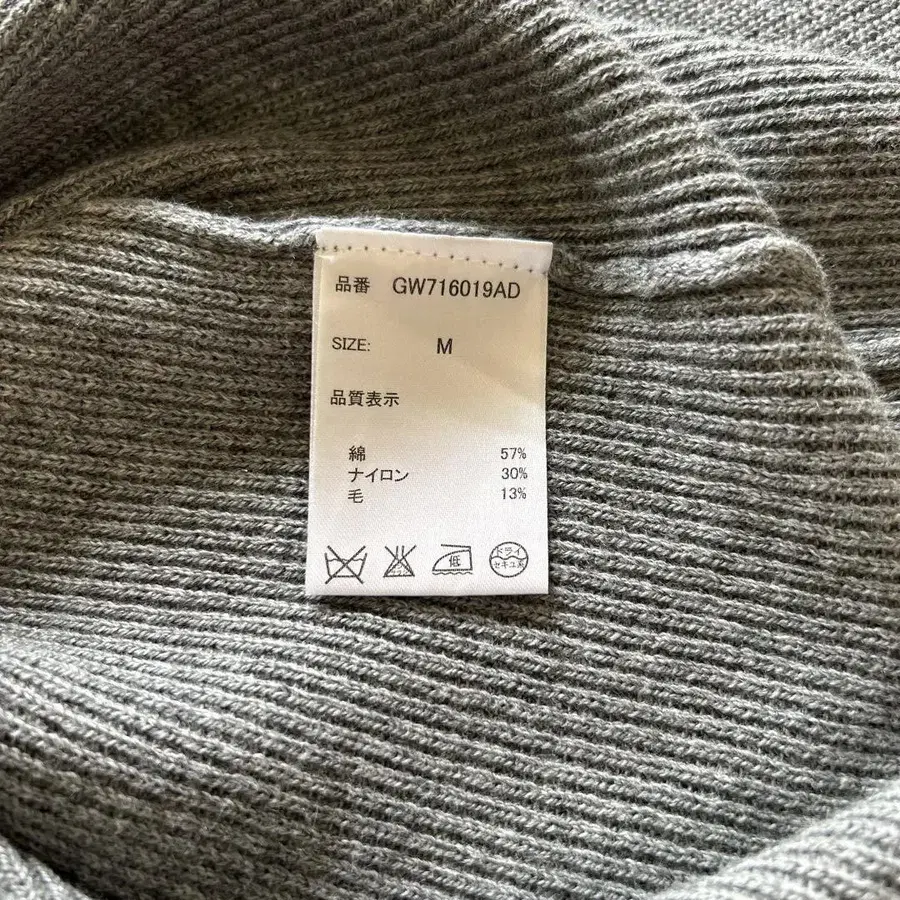 品番 GW716019AD
SIZE: M
品質表示
綿 57%
ナイロン 30%
毛 13%
低
ドライ
セキユ系